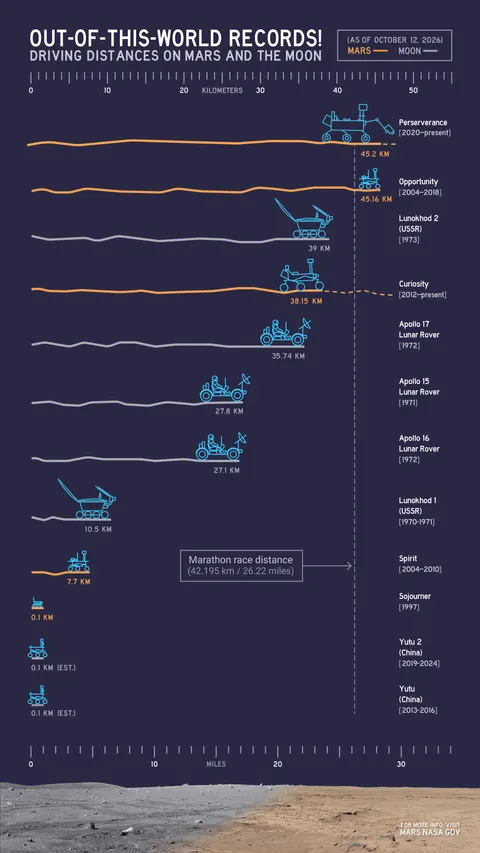 OUT-OF-THIS-WORLD RECORDS!
DRIVING DISTANCES ON MARS AND THE MOON
(AS OF OCTOBER 12, 2026)
MARS MOON
0 10 20 KILOMETERS 30 40 50
Perseverance
[2020–present]
45.2 KM
Opportunity
[2004-2018]
45.16 KM
Lunokhod 2
(USSR)
[1973]
39 KM
Curiosity
[2012-present]
38.15 KM
Apollo 17
Lunar Rover
[1972]
35.74 KM
Apollo 15
Lunar Rover
[1971]
27.8 KM
Apollo 16
Lunar Rover
[1972]
27.1 KM
Lunokhod 1
(USSR)
[1970-1971]
10.5 KM
Marathon race distance
(42.195 km / 26.22 miles)
Spirit
[2004–2010]
7.7 KM
Sojourner
[1997]
0.1 KM
Yutu 2
(China)
[2019-2024]
0.1 KM (EST.)
Yutu
(China)
[2013-2016]
0.1 KM (EST.)
0 10 MILES 20 30
FOR MORE INFO VISIT
MARS.NASA.GOV